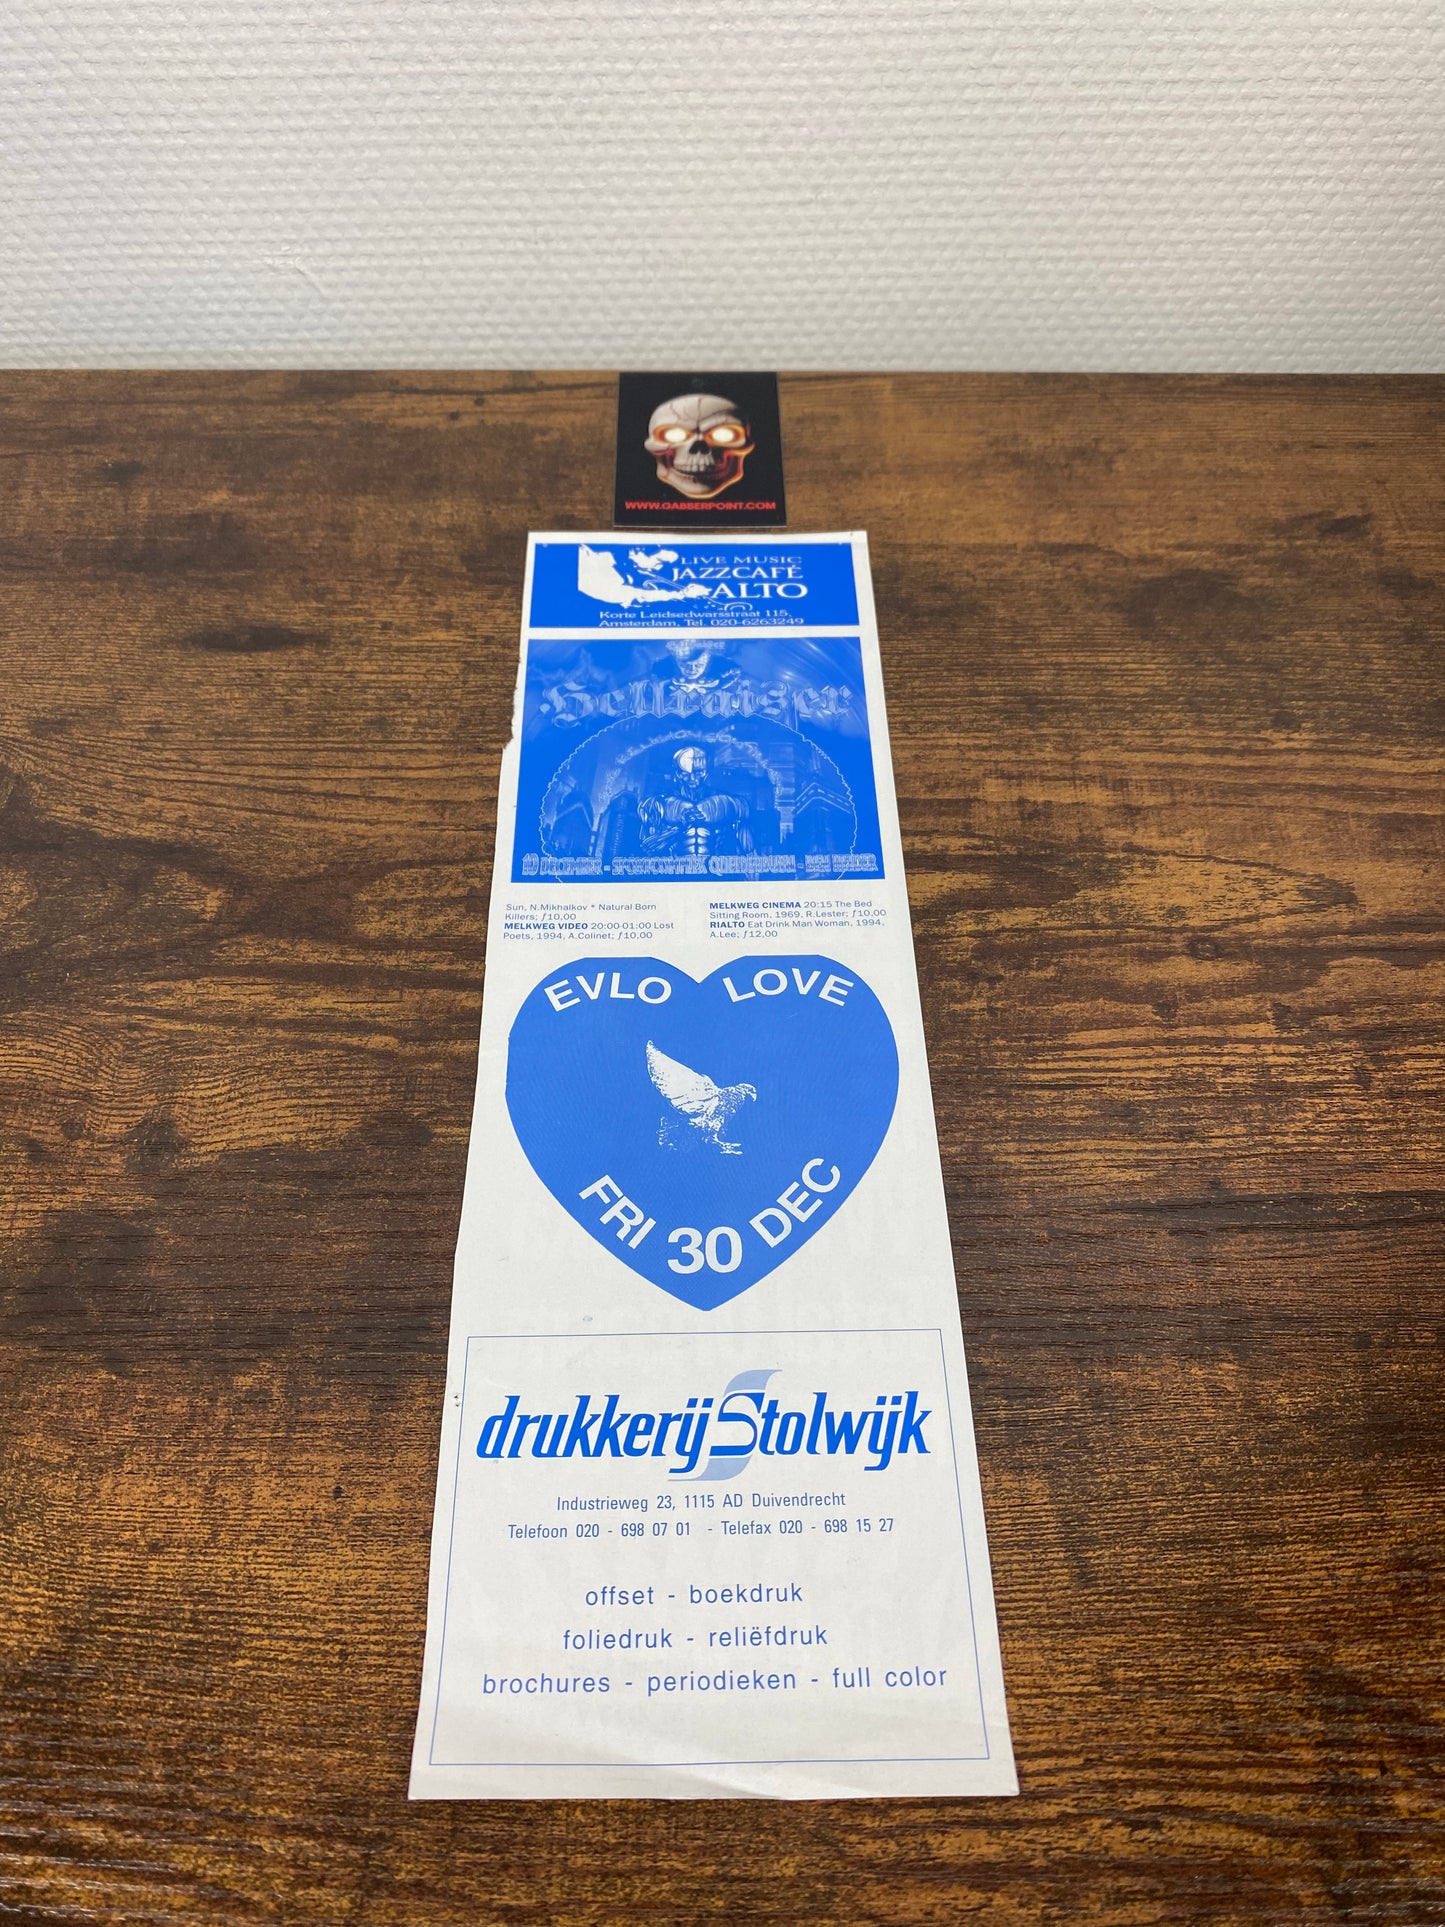 WWW.GABBERPOINT.COM
LIVE MUSIC
JAZZCAFÉ
ALTO
Korte Leidsedwarsstraat 115,
Amsterdam, Tel. 020-6263249
Hellraiser
10 DECEMBER - SPORTCOMPLEX
Sun, N.Mikhalkov * Natural Born
Killers; ƒ10,00
MELKWEG VIDEO 20:00-01:00 Lost
Poets, 1994, A.Colinet; ƒ10,00
MELKWEG CINEMA 20:15 The Bed
Sitting Room, 1969, R.Lester; ƒ10,00
RIALTO Eat Drink Man Woman, 1994,
A.Lee; ƒ12,00
EVLO LOVE
FRI 30 DEC
drukkerij Stolwijk
Industrieweg 23, 1115 AD Duivendrecht
Telefoon 020 - 698 07 01 - Telefax 020 - 698 15 27
offset - boekdruk
foliedruk - reliëfdruk
brochures - periodieken - full color